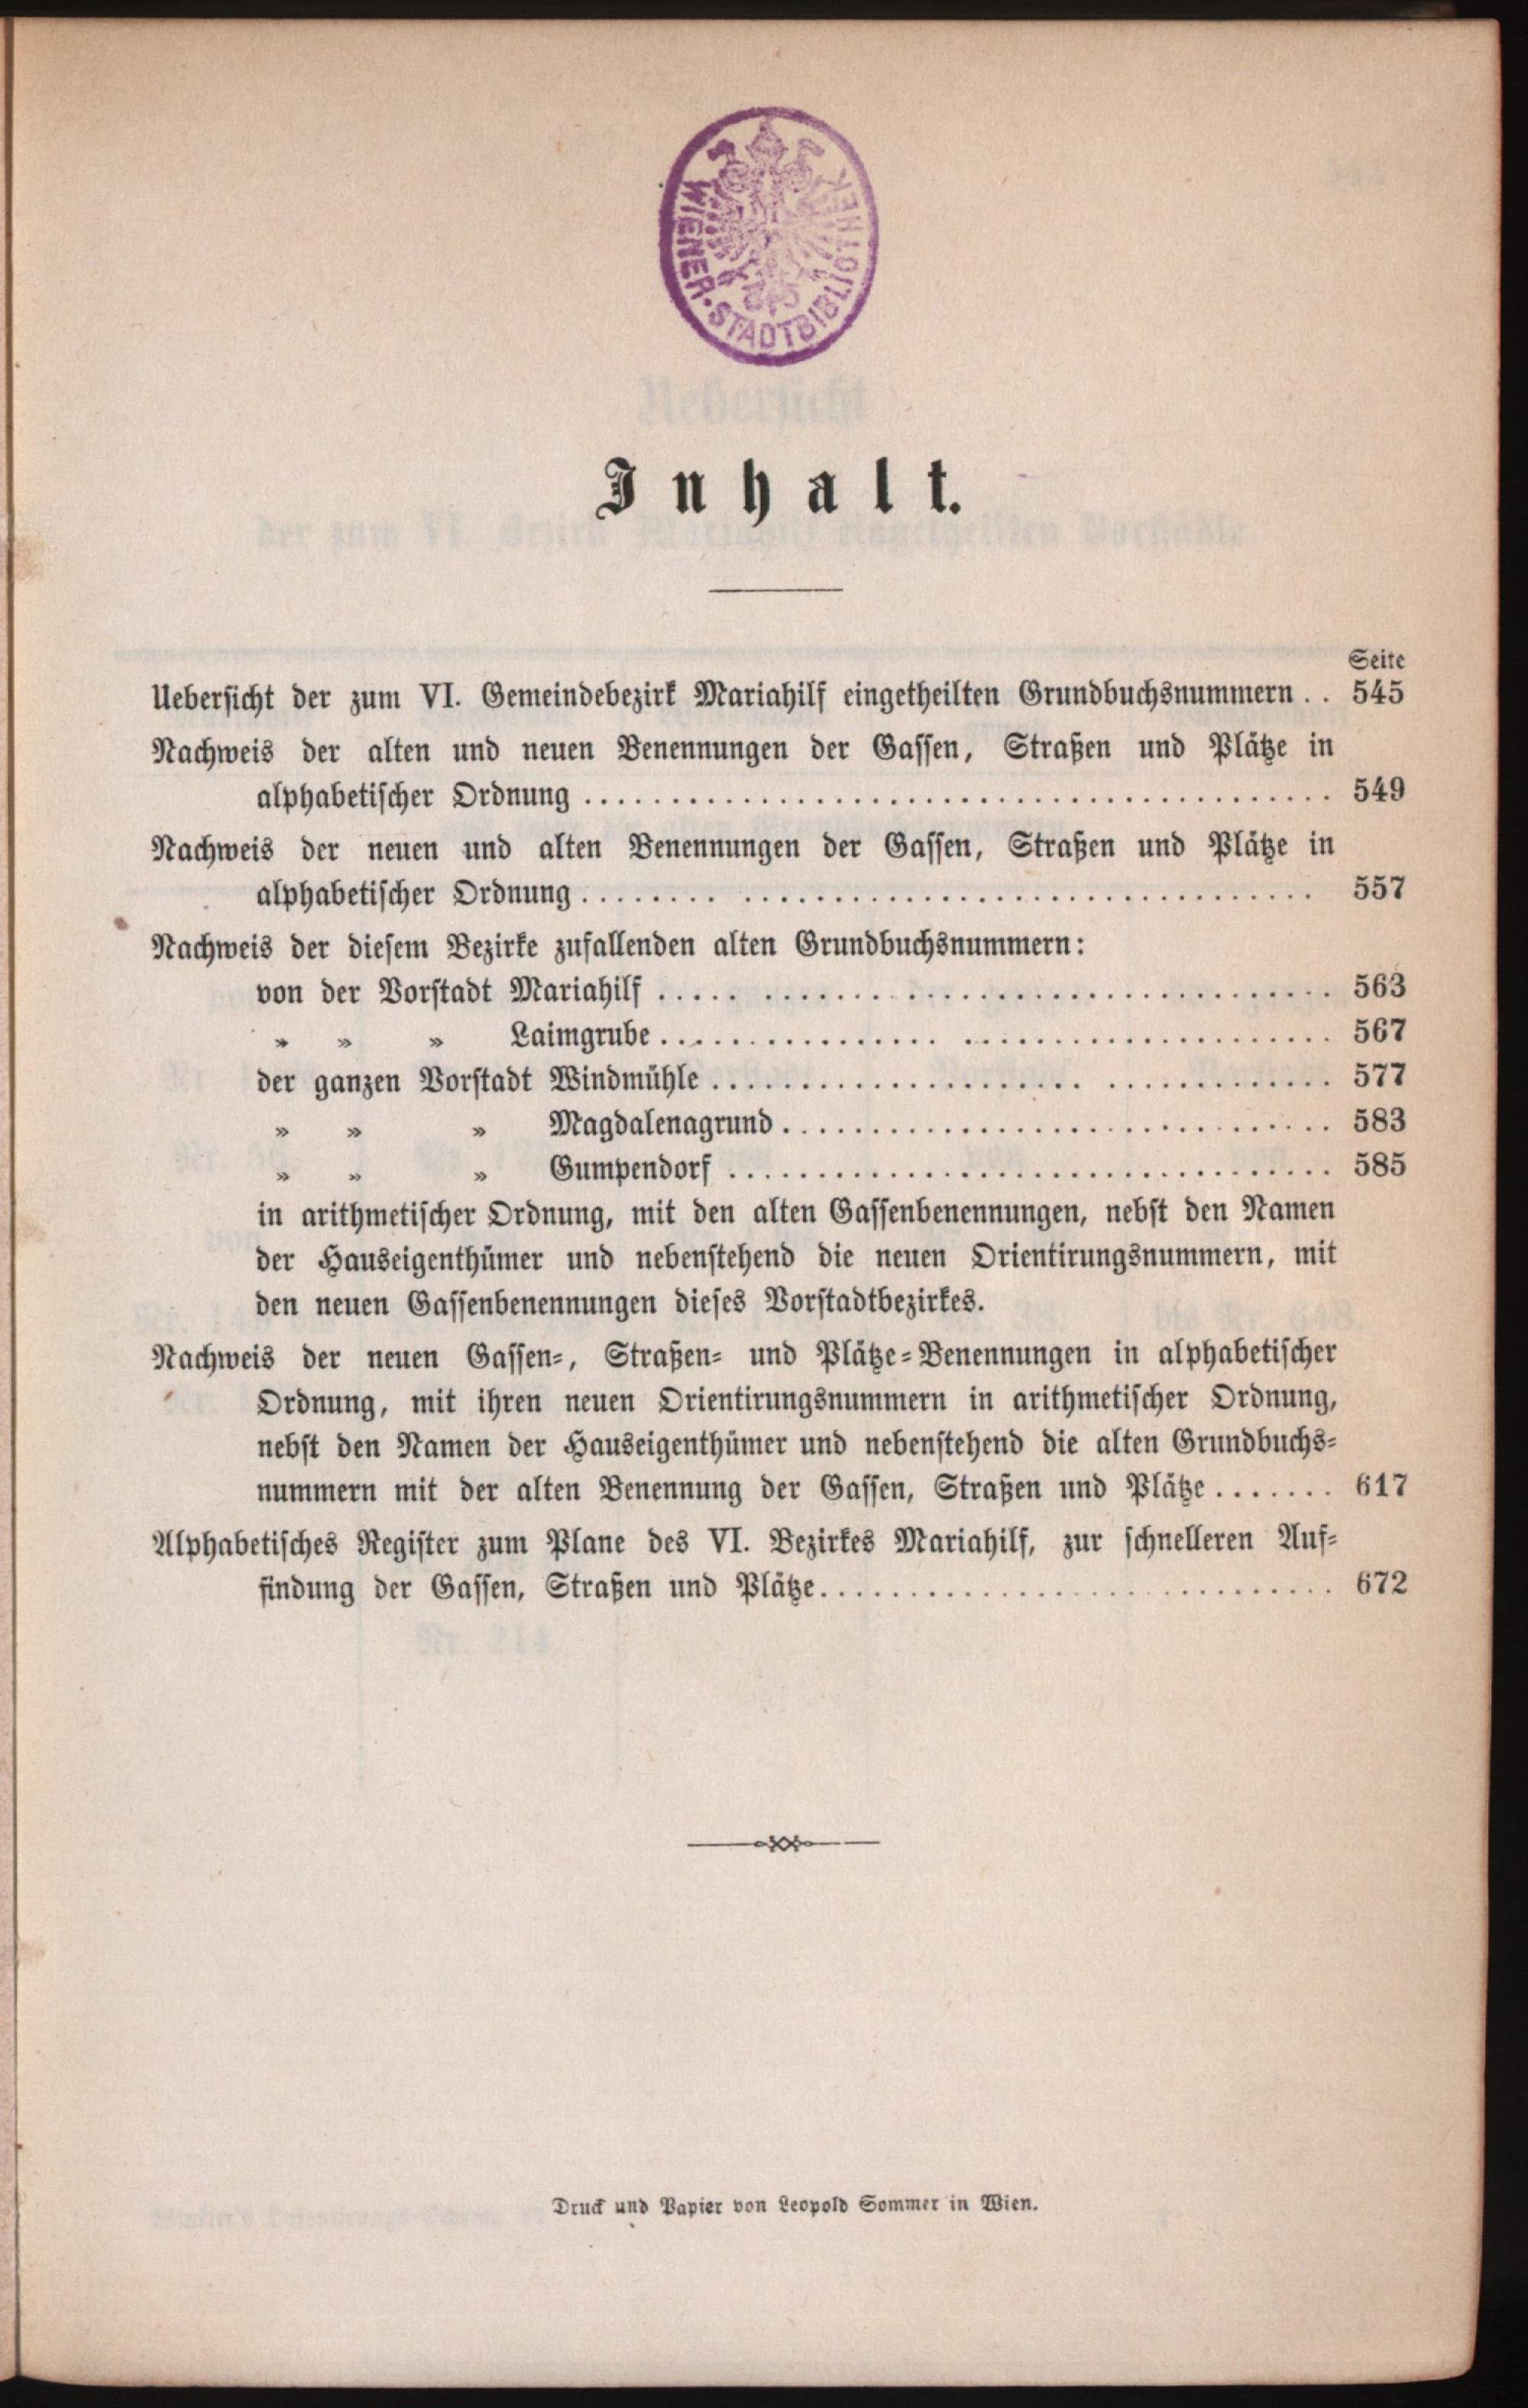 WIENER·STADTBIBLIOTHEK
Inhalt.
Seite
Uebersicht der zum VI. Gemeindebezirk Mariahilf eingetheilten Grundbuchsnummern .. 545
Nachweis der alten und neuen Benennungen der Gassen, Straßen und Plätze in
alphabetischer Ordnung ........................................ 549
Nachweis der neuen und alten Benennungen der Gassen, Straßen und Plätze in
alphabetischer Ordnung ........................................ 557
Nachweis der diesem Bezirke zufallenden alten Grundbuchsnummern:
von der Vorstadt Mariahilf ........................................ 563
» » » Laimgrube ........................................ 567
der ganzen Vorstadt Windmühle ........................................ 577
» » » Magdalenagrund ........................................ 583
» » » Gumpendorf ........................................ 585
in arithmetischer Ordnung, mit den alten Gassenbenennungen, nebst den Namen
der Hauseigenthümer und nebenstehend die neuen Orientirungsnummern, mit
den neuen Gassenbenennungen dieses Vorstadtbezirkes.
Nachweis der neuen Gassen-, Straßen- und Plätze-Benennungen in alphabetischer
Ordnung, mit ihren neuen Orientirungsnummern in arithmetischer Ordnung,
nebst den Namen der Hauseigenthümer und nebenstehend die alten Grundbuchs-
nummern mit der alten Benennung der Gassen, Straßen und Plätze ....... 617
Alphabetisches Register zum Plane des VI. Bezirkes Mariahilf, zur schnelleren Auf-
findung der Gassen, Straßen und Plätze ............................. 672
Druck und Papier von Leopold Sommer in Wien.